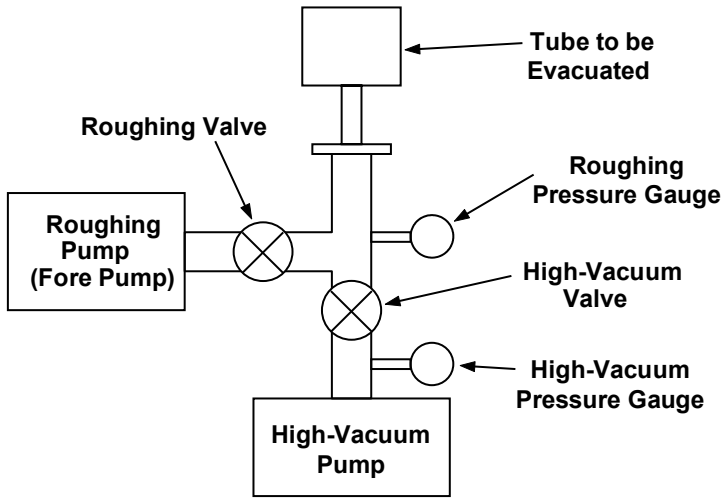 Tube to be
Evacuated
Roughing Valve
Roughing
Pressure Gauge
Roughing
Pump
(Fore Pump)
High-Vacuum
Valve
High-Vacuum
Pressure Gauge
High-Vacuum
Pump